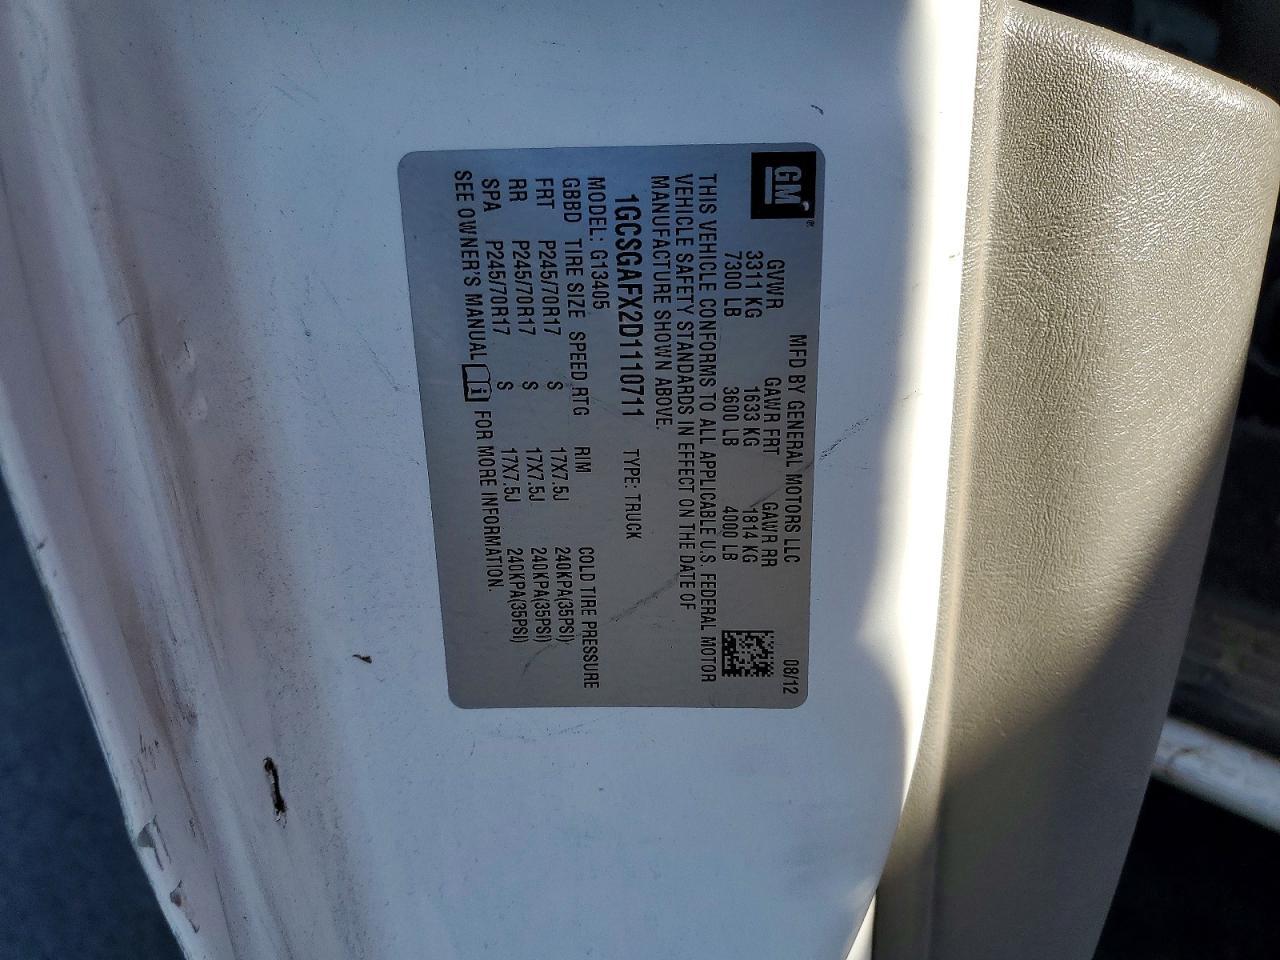 GM®
MFD BY GENERAL MOTORS LLC 08/12
GVWR GAWR FRT GAWR RR
3311 KG 1633 KG 1814 KG
7300 LB 3600 LB 4000 LB
THIS VEHICLE CONFORMS TO ALL APPLICABLE U.S. FEDERAL MOTOR
VEHICLE SAFETY STANDARDS IN EFFECT ON THE DATE OF
MANUFACTURE SHOWN ABOVE.
1GCSGAFX2D1110711 TYPE: TRUCK
MODEL: G13405
GBBD TIRE SIZE SPEED RTG RIM COLD TIRE PRESSURE
FRT P245/70R17 S 17X7.5J 240KPA(35PSI)
RR P245/70R17 S 17X7.5J 240KPA(35PSI)
SPA P245/70R17 S 17X7.5J 240KPA(35PSI)
SEE OWNER'S MANUAL i FOR MORE INFORMATION.